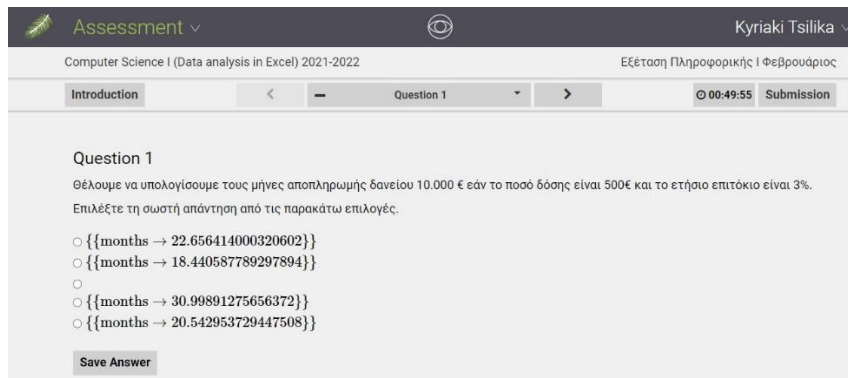 Assessment
Kyriaki Tsilika
Computer Science I (Data analysis in Excel) 2021-2022
Εξέταση Πληροφορικής Ι Φεβρουάριος
Introduction
Question 1
00:49:55
Submission
Question 1
Θέλουμε να υπολογίσουμε τους μήνες αποπληρωμής δανείου 10.000 € εάν το ποσό δόσης είναι 500€ και το ετήσιο επιτόκιο είναι 3%.
Επιλέξτε τη σωστή απάντηση από τις παρακάτω επιλογές.
{{months → 22.656414000320602}}
{{months → 18.440587789297894}}
{{months → 30.99891275656372}}
{{months → 20.542953729447508}}
Save Answer